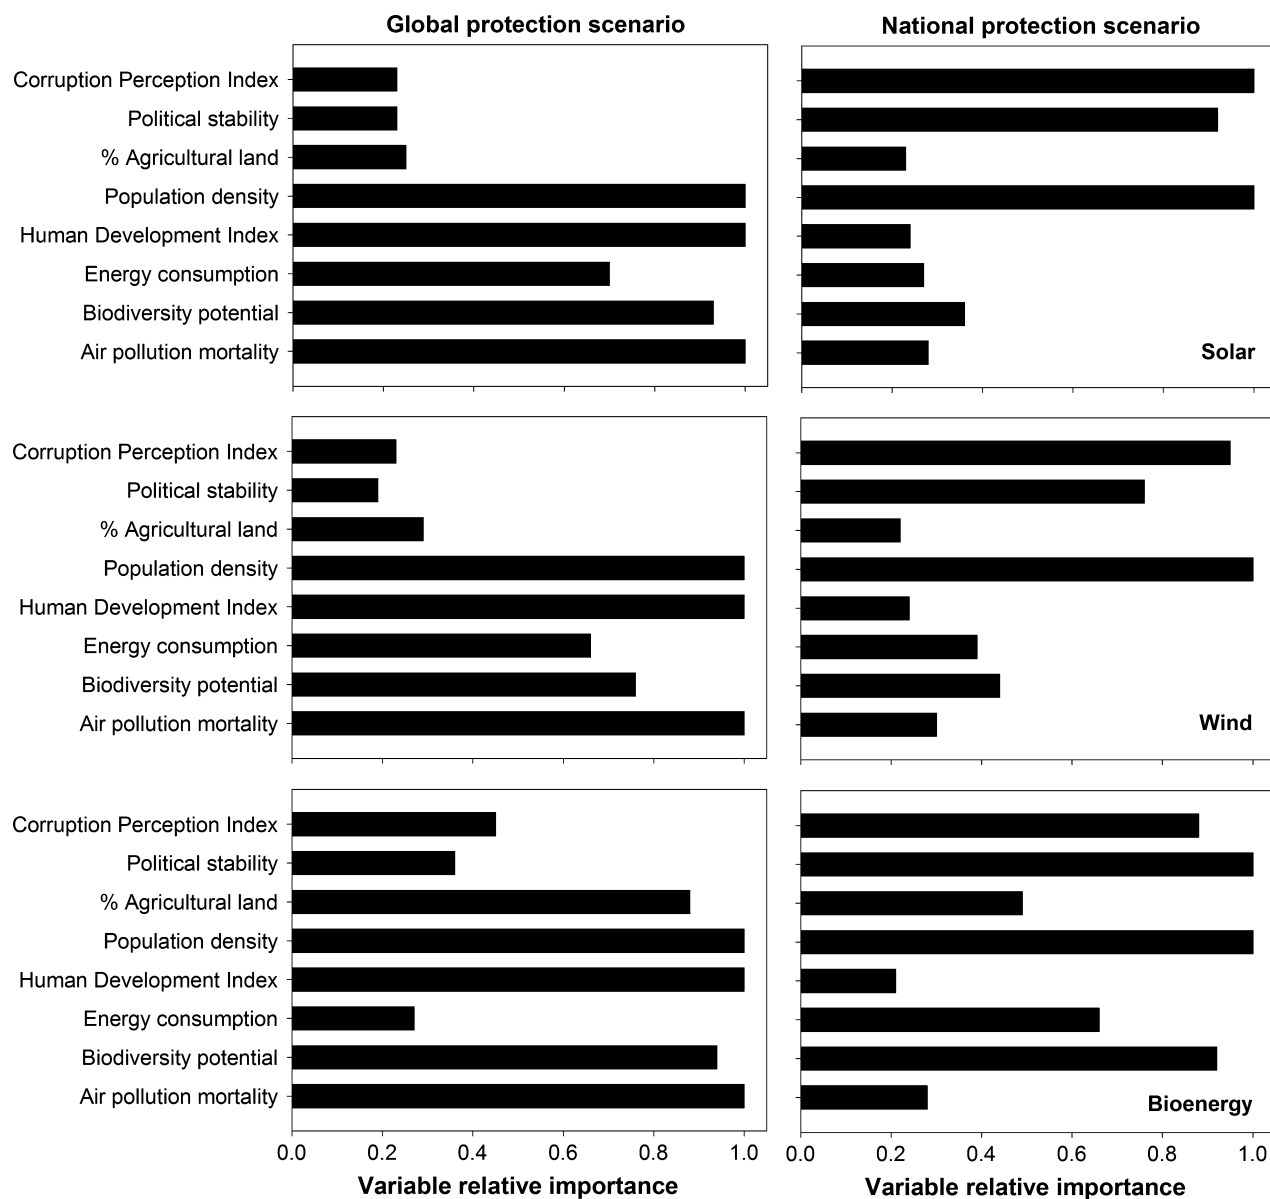 Global protection scenario
National protection scenario
Corruption Perception Index
Political stability
% Agricultural land
Population density
Human Development Index
Energy consumption
Biodiversity potential
Air pollution mortality
Solar
Corruption Perception Index
Political stability
% Agricultural land
Population density
Human Development Index
Energy consumption
Biodiversity potential
Air pollution mortality
Wind
Corruption Perception Index
Political stability
% Agricultural land
Population density
Human Development Index
Energy consumption
Biodiversity potential
Air pollution mortality
Bioenergy
0.0 0.2 0.4 0.6 0.8 1.0
0.0 0.2 0.4 0.6 0.8 1.0
Variable relative importance
Variable relative importance